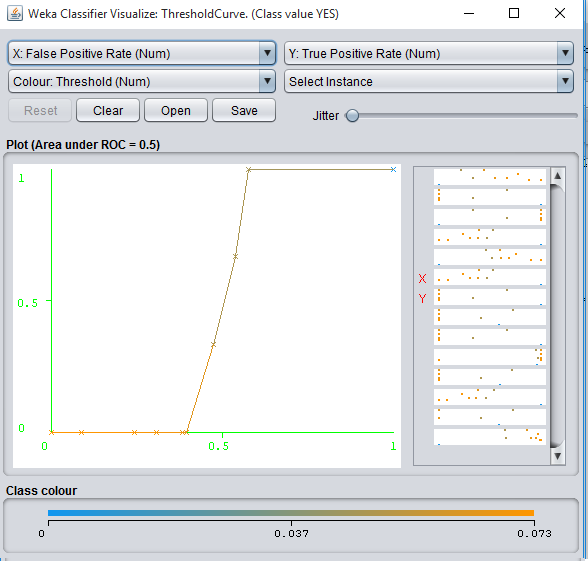 Weka Classifier Visualize: ThresholdCurve. (Class value YES)
X: False Positive Rate (Num) Y: True Positive Rate (Num)
Colour: Threshold (Num) Select Instance
Reset Clear Open Save Jitter
Plot (Area under ROC = 0.5)
1
X
Y
0.5
0
0 0.5 1
Class colour
0 0.037 0.073